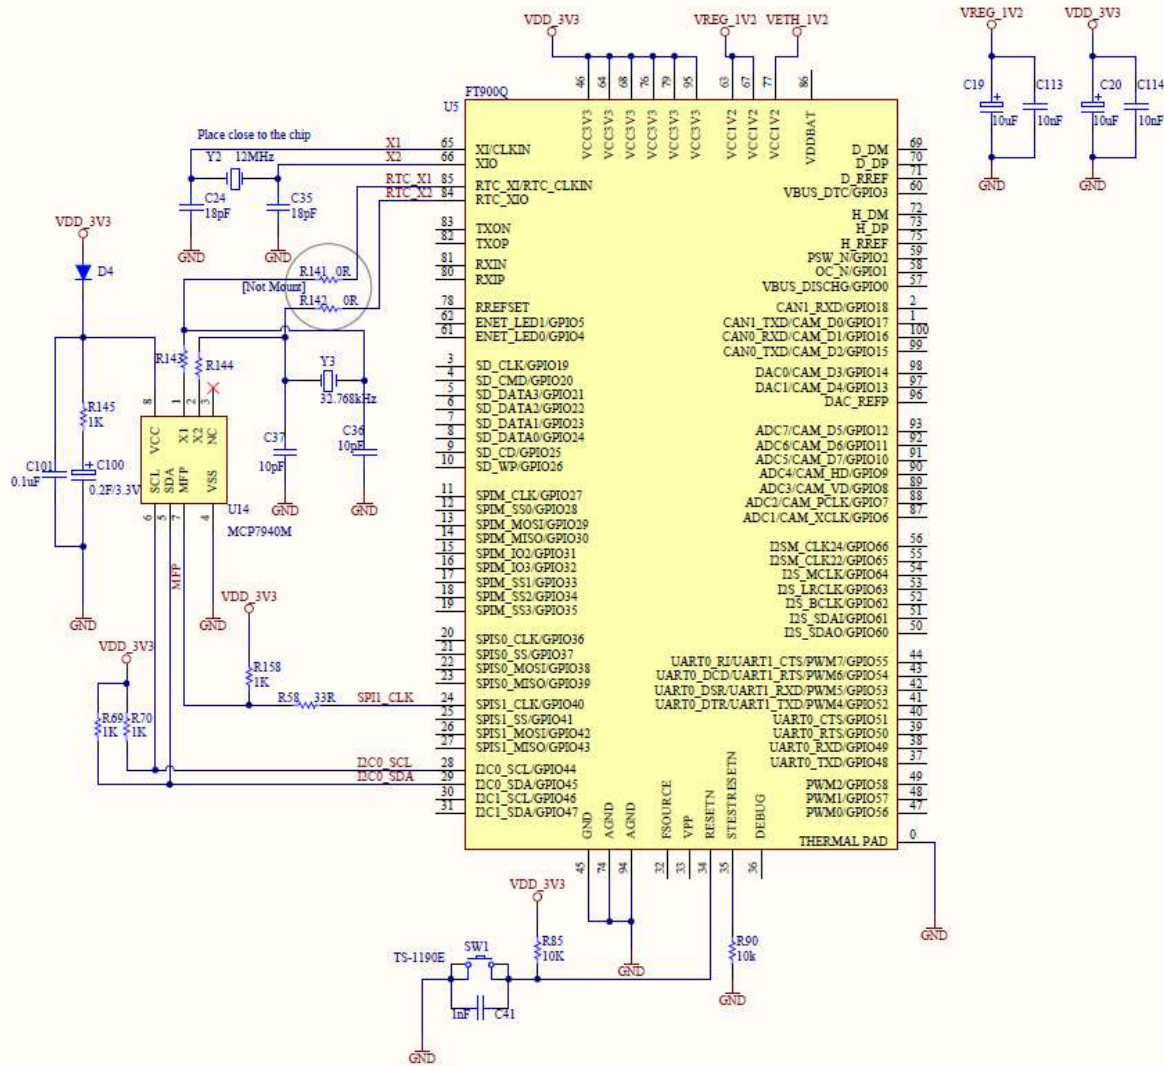 VDD_3V3
VREG_1V2
VETH_1V2
VREG_1V2
VDD_3V3
C19
10uF
C113
10nF
GND
C20
10uF
C114
10nF
GND
U5
FT900Q
46
64
68
76
79
95
63
67
77
86
VCC3V3
VCC3V3
VCC3V3
VCC3V3
VCC3V3
VCC3V3
VCC1V2
VCC1V2
VCC1V2
VDDBAT
Place close to the chip
Y2 12MHz
X1
X2
C24
18pF
C35
18pF
GND
GND
RTC_X1
RTC_X2
VDD_3V3
D4
R141 0R
[Not Mount]
R142 0R
R143
R144
Y3
32.768kHz
R145
1K
C101
0.1uF
C100
0.2F/3.3V
GND
8
1
2
3
VCC
X1
X2
NC
SCL
SDA
MFP
VSS
6
5
7
4
U14
MCP7940M
MFP
GND
C37
10pF
C36
10pF
GND
GND
VDD_3V3
R158
1K
R58 33R
SPI1_CLK
VDD_3V3
R69
1K
R70
1K
I2C0_SCL
I2C0_SDA
65 XI/CLKIN
66 XIO
85 RTC_XI/RTC_CLKIN
84 RTC_XIO
83 TXON
82 TXOP
81 RXIN
80 RXIP
78 RREFSET
62 ENET_LED1/GPIO5
61 ENET_LED0/GPIO4
3 SD_CLK/GPIO19
4 SD_CMD/GPIO20
5 SD_DATA3/GPIO21
6 SD_DATA2/GPIO22
7 SD_DATA1/GPIO23
8 SD_DATA0/GPIO24
9 SD_CD/GPIO25
10 SD_WP/GPIO26
11 SPIM_CLK/GPIO27
12 SPIM_SS0/GPIO28
13 SPIM_MOSI/GPIO29
14 SPIM_MISO/GPIO30
15 SPIM_IO2/GPIO31
16 SPIM_IO3/GPIO32
17 SPIM_SS1/GPIO33
18 SPIM_SS2/GPIO34
19 SPIM_SS3/GPIO35
20 SPIS0_CLK/GPIO36
21 SPIS0_SS/GPIO37
22 SPIS0_MOSI/GPIO38
23 SPIS0_MISO/GPIO39
24 SPIS1_CLK/GPIO40
25 SPIS1_SS/GPIO41
26 SPIS1_MOSI/GPIO42
27 SPIS1_MISO/GPIO43
28 I2C0_SCL/GPIO44
29 I2C0_SDA/GPIO45
30 I2C1_SCL/GPIO46
31 I2C1_SDA/GPIO47
D_DM 69
D_DP 70
D_RREF 71
VBUS_DTC/GPIO3 60
H_DM 72
H_DP 73
H_RREF 75
PSW_N/GPIO2 59
OC_N/GPIO1 58
VBUS_DISCHG/GPIO0 57
CAN1_RXD/GPIO18 2
CAN1_TXD/CAM_D0/GPIO17 1
CAN0_RXD/CAM_D1/GPIO16 100
CAN0_TXD/CAM_D2/GPIO15 99
DAC0/CAM_D3/GPIO14 98
DAC1/CAM_D4/GPIO13 97
DAC_REFP 96
ADC7/CAM_D5/GPIO12 93
ADC6/CAM_D6/GPIO11 92
ADC5/CAM_D7/GPIO10 91
ADC4/CAM_HD/GPIO9 90
ADC3/CAM_VD/GPIO8 89
ADC2/CAM_PCLK/GPIO7 88
ADC1/CAM_XCLK/GPIO6 87
I2SM_CLK24/GPIO66 56
I2SM_CLK22/GPIO65 55
I2S_MCLK/GPIO64 54
I2S_LRCLK/GPIO63 53
I2S_BCLK/GPIO62 52
I2S_SDAI/GPIO61 51
I2S_SDAO/GPIO60 50
UART0_RI/UART1_CTS/PWM7/GPIO55 44
UART0_DCD/UART1_RTS/PWM6/GPIO54 43
UART0_DSR/UART1_RXD/PWM5/GPIO53 42
UART0_DTR/UART1_TXD/PWM4/GPIO52 41
UART0_CTS/GPIO51 40
UART0_RTS/GPIO50 39
UART0_RXD/GPIO49 38
UART0_TXD/GPIO48 37
PWM2/GPIO58 49
PWM1/GPIO57 48
PWM0/GPIO56 47
THERMAL PAD 0
GND
AGND
AGND
FSOURCE
VPP
RESETN
STESTRESETN
DEBUG
45
74
94
32
33
34
35
36
GND
GND
VDD_3V3
R85
10K
R90
10k
GND
TS-1190E
SW1
1nF
C41
GND